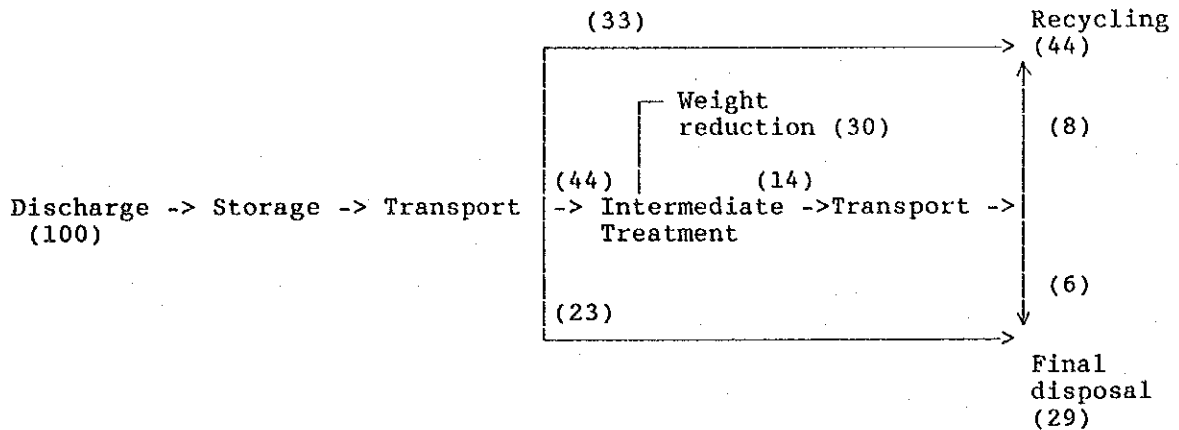 (33)
Recycling
(44)
Weight
reduction (30)
(8)
(44)
(14)
Discharge -> Storage -> Transport -> Intermediate ->Transport ->
(100)
Treatment
(6)
(23)
Final
disposal
(29)